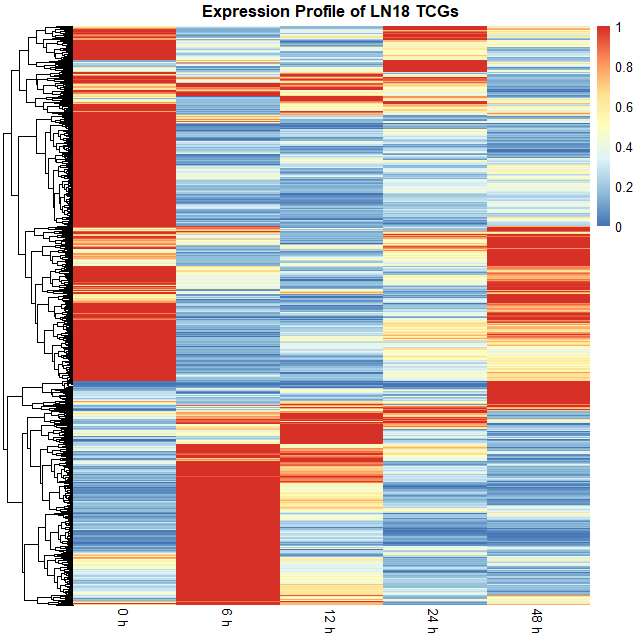 Expression Profile of LN18 TCGs
1
0.8
0.6
0.4
0.2
0
0 h
6 h
12 h
24 h
48 h